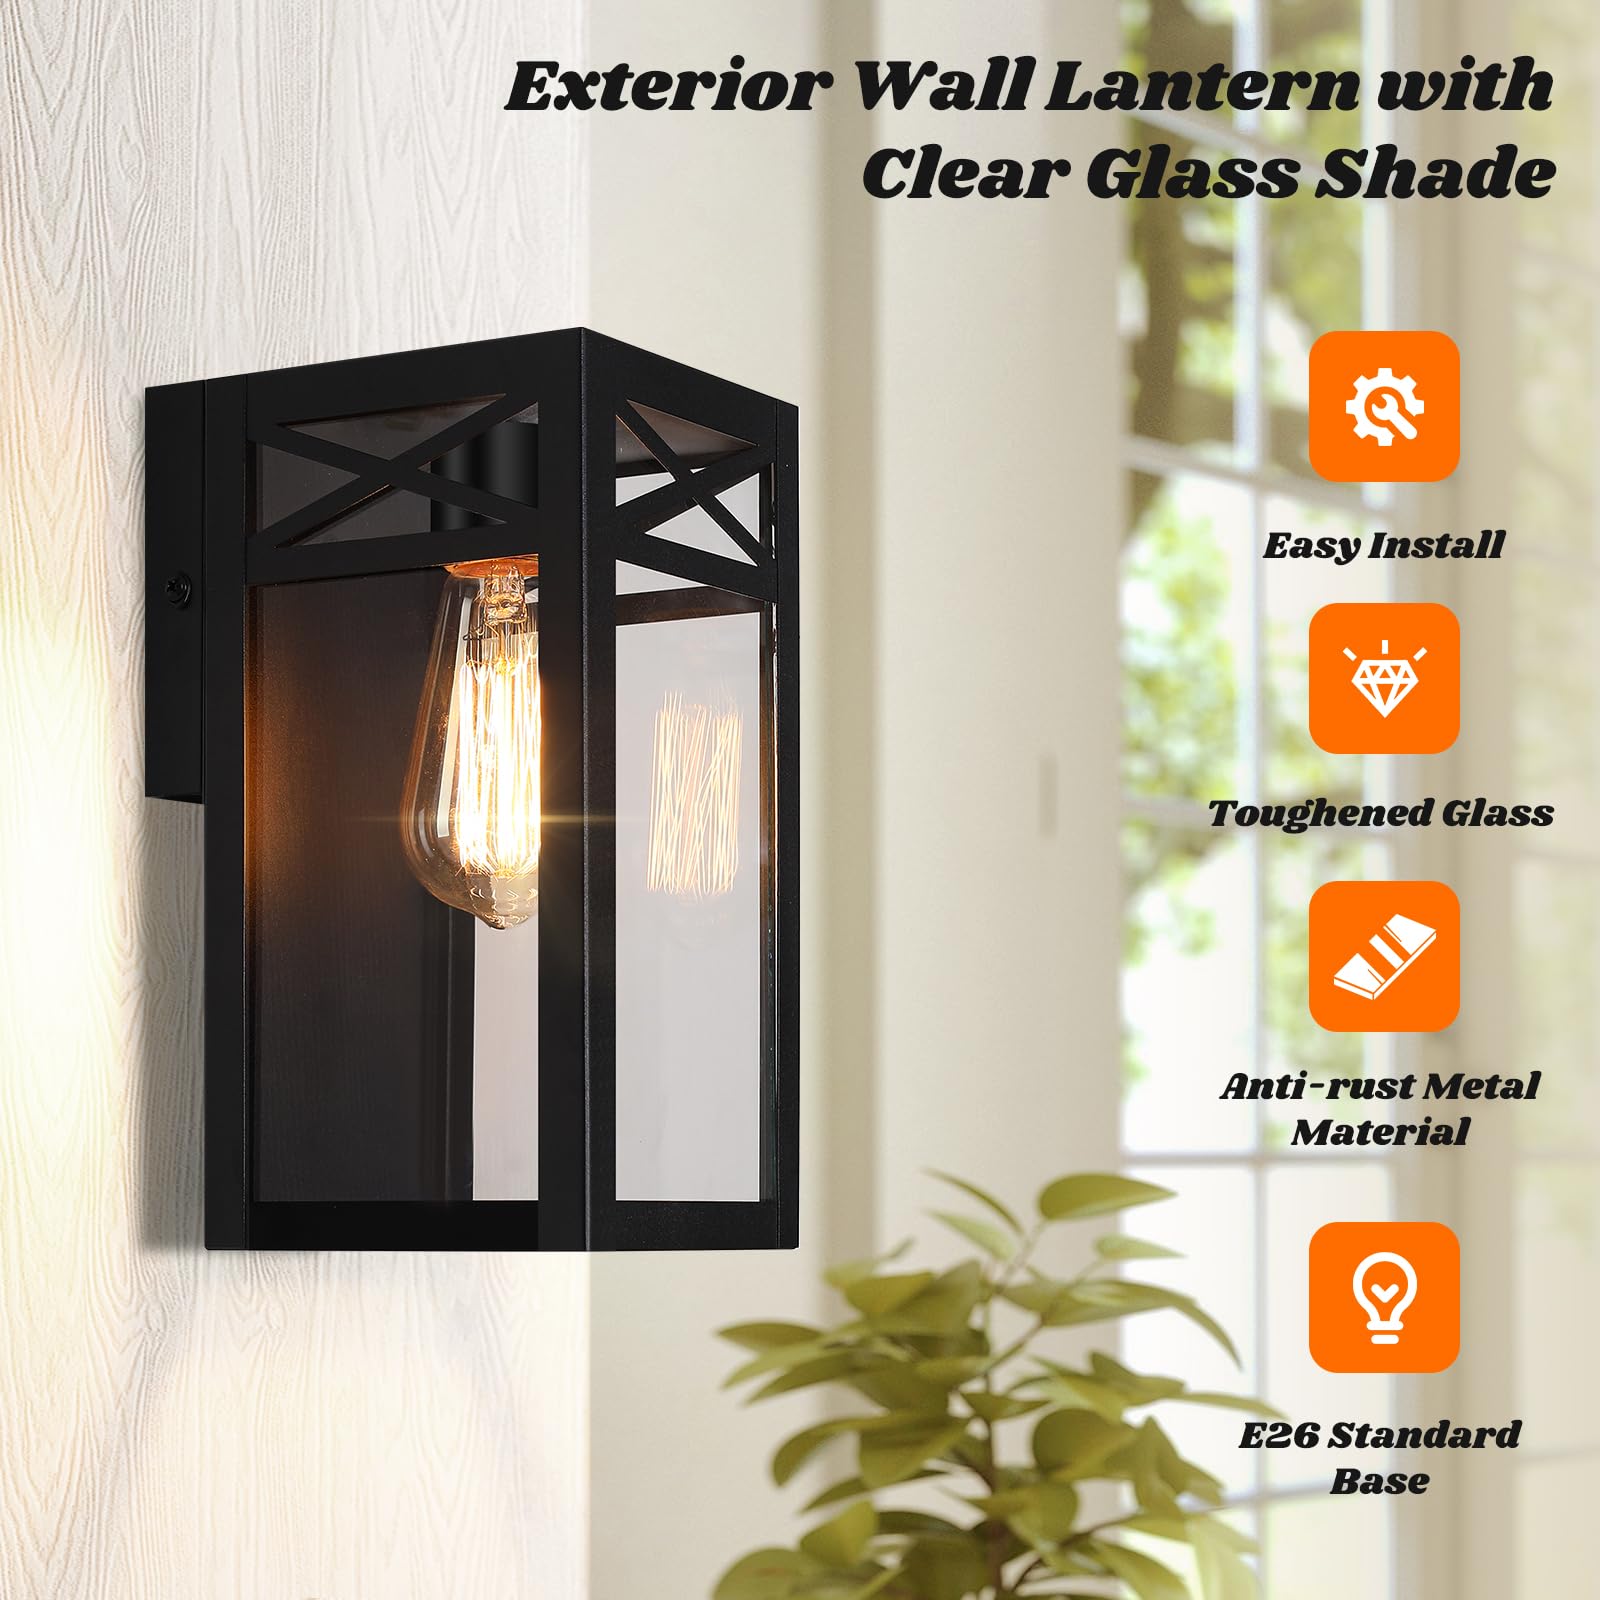 Exterior Wall Lantern with
Clear Glass Shade
Easy Install
Toughened Glass
Anti-rust Metal
Material
E26 Standard
Base